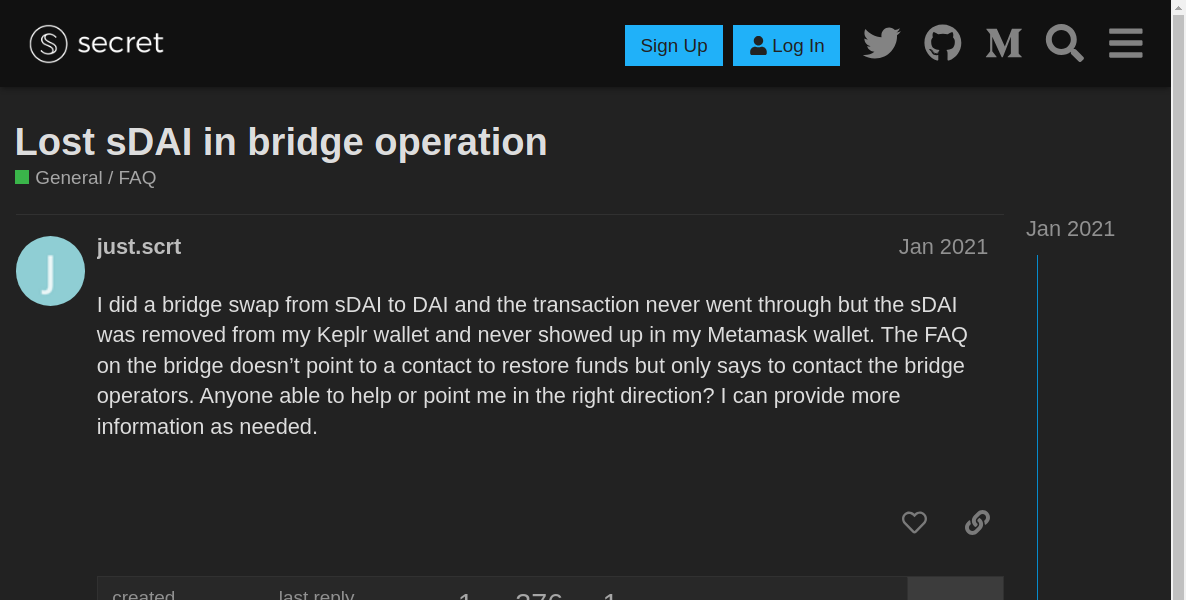 secret
Sign Up
Log In
Lost sDAI in bridge operation
General / FAQ
Jan 2021
J
just.scrt
Jan 2021
I did a bridge swap from sDAI to DAI and the transaction never went through but the sDAI
was removed from my Keplr wallet and never showed up in my Metamask wallet. The FAQ
on the bridge doesn’t point to a contact to restore funds but only says to contact the bridge
operators. Anyone able to help or point me in the right direction? I can provide more
information as needed.
created
last reply
1
376
1